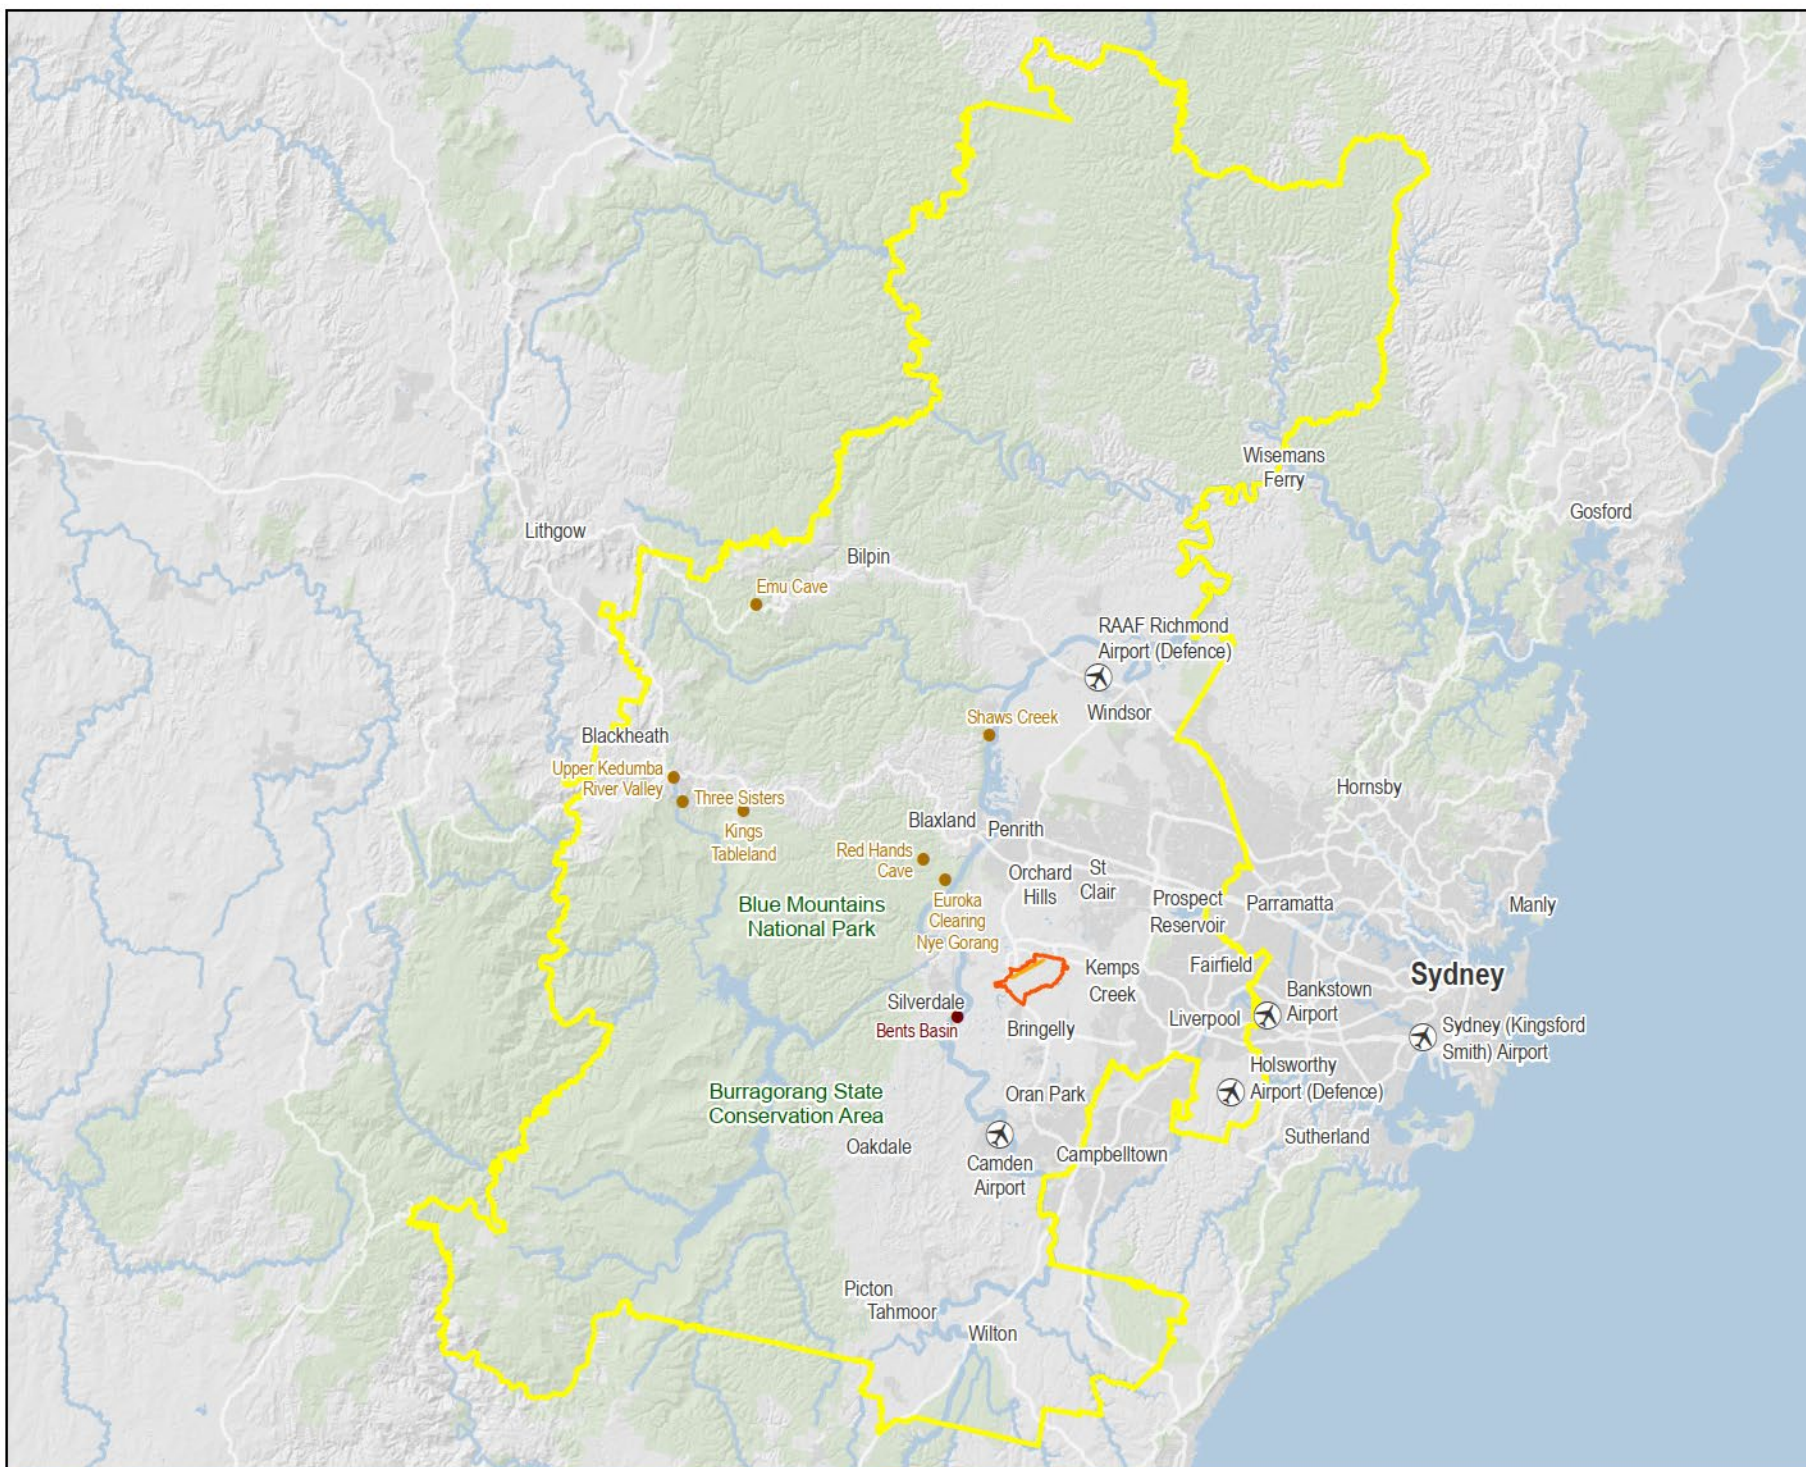 Wisemans
Ferry
Gosford
Lithgow
Bilpin
Emu Cave
RAAF Richmond
Airport (Defence)
Windsor
Shaws Creek
Blackheath
Upper Kedumba
River Valley
Three Sisters
Kings
Tableland
Hornsby
Blaxland
Penrith
Red Hands
Cave
Orchard
Hills
St
Clair
Euroka
Clearing
Nye Gorang
Blue Mountains
National Park
Prospect
Reservoir
Parramatta
Manly
Fairfield
Kemps
Creek
Sydney
Silverdale
Bents Basin
Bringelly
Liverpool
Bankstown
Airport
Sydney (Kingsford
Smith) Airport
Holsworthy
Airport (Defence)
Burragorang State
Conservation Area
Oran Park
Oakdale
Camden
Airport
Campbelltown
Sutherland
Picton
Tahmoor
Wilton